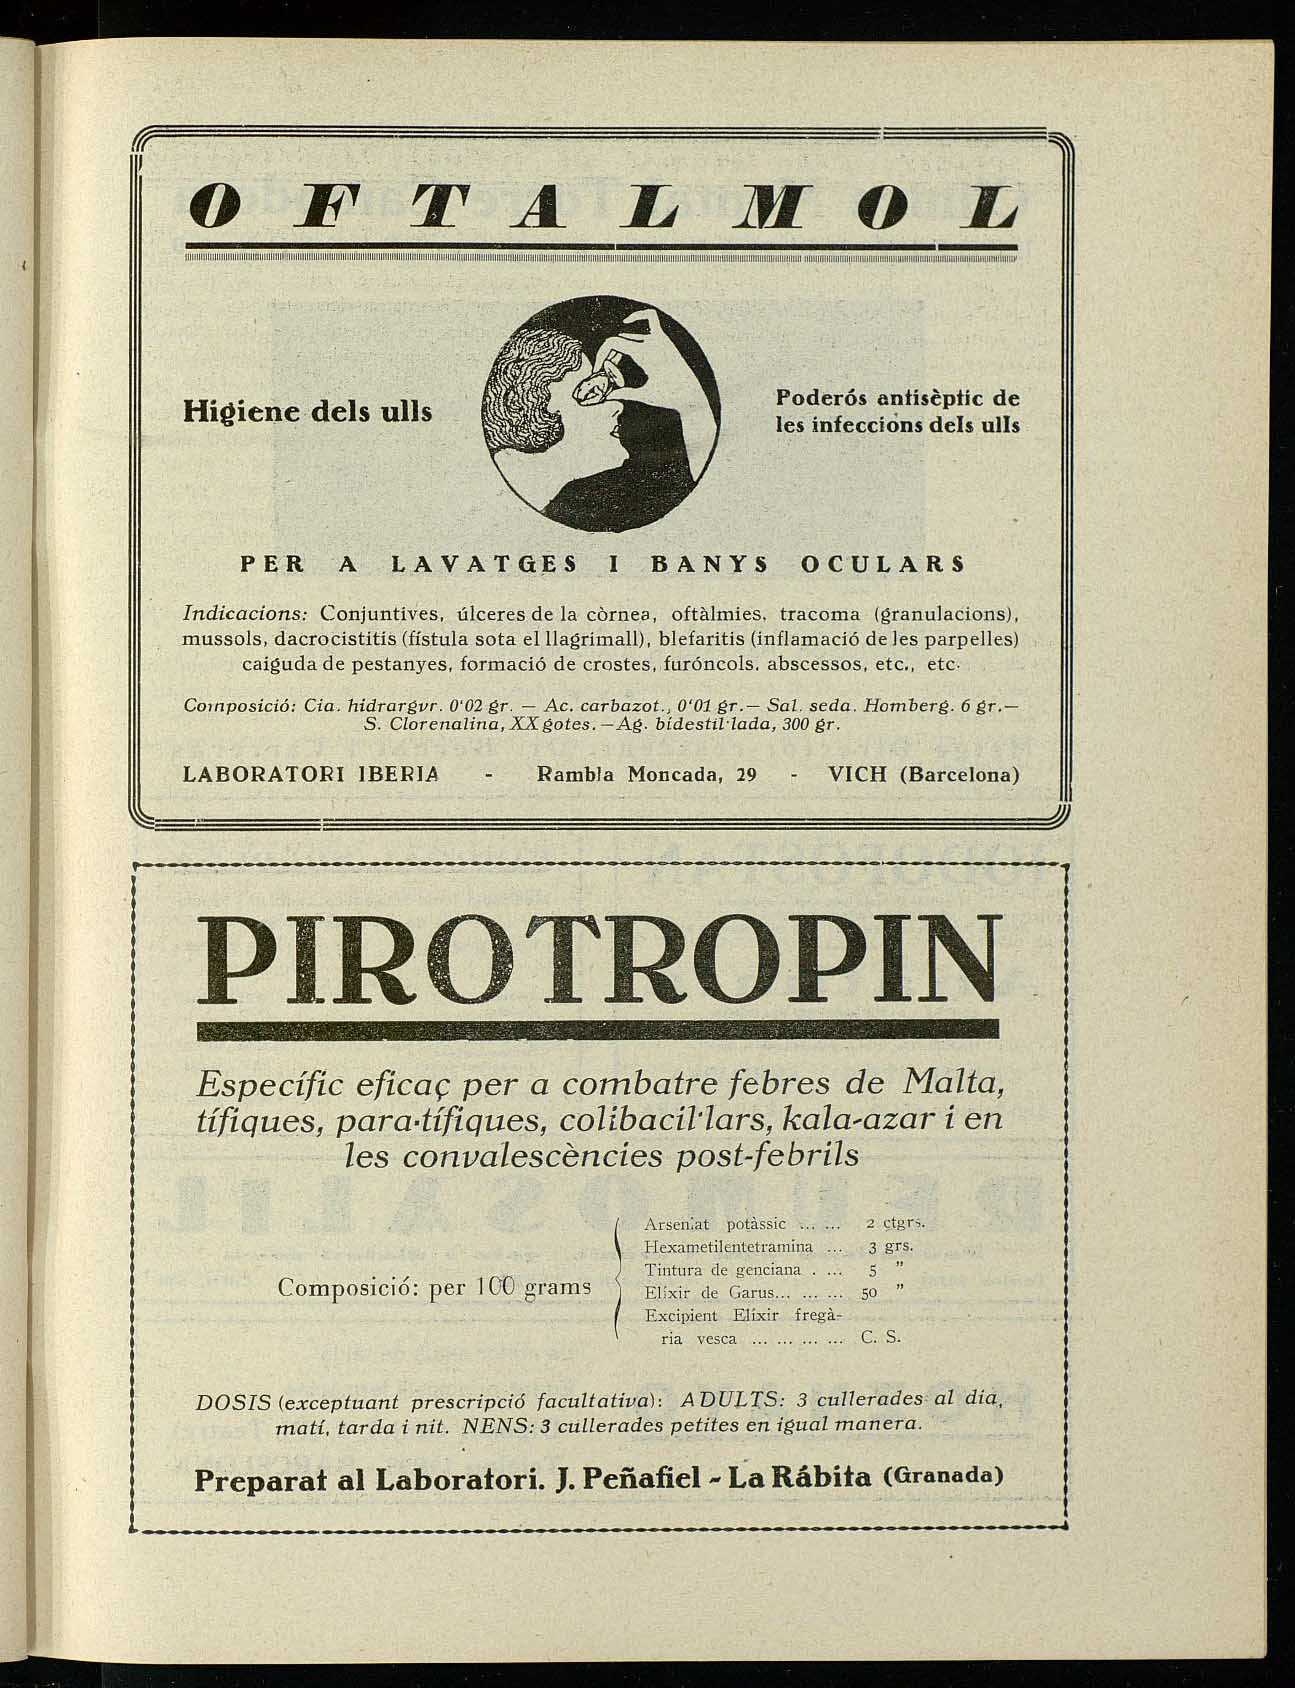 OFTALMOL
Higiene dels ulls
Poderós antisèptic de
les infeccions dels ulls
PER A LAVATGES I BANYS OCULARS
Indicacions: Conjuntives, úlceres de la còrnea, oftàlmies, tracoma (granulacions),
mussols, dacrocistitis (fístula sota el llagrimall), blefaritis (inflamació de les parpelles)
caiguda de pestanyes, formació de crostes, furóncols, abscessos, etc., etc.
Composició: Cia. hidrargyr. 0'02 gr. — Ac. carbazot., 0'01 gr.— Sal. seda. Homberg. 6 gr.—
S. Clorenalina, XX gotes.—Ag. bidestil·lada, 300 gr.
LABORATORI IBERIA - Rambla Moncada, 29 - VICH (Barcelona)
PIROTROPIN
Específic eficaç per a combatre febres de Malta,
tífiques, para-tífiques, colibacil·lars, kala-azar i en
les convalescències post-febrils
Composició: per 100 grams
Arseniat potàssic ... ... 2 ctgrs.
Hexametilentetramina ... 3 grs.
Tintura de genciana . ... 5 "
Elíxir de Garus... ... ... 50 "
Excipient Elíxir fregà-
ria vesca ... ... ... ... C. S.
DOSIS (exceptuant prescripció facultativa): ADULTS: 3 cullerades al dia,
matí, tarda i nit. NENS: 3 cullerades petites en igual manera.
Preparat al Laboratori. J. Peñafiel - La Rábita (Granada)